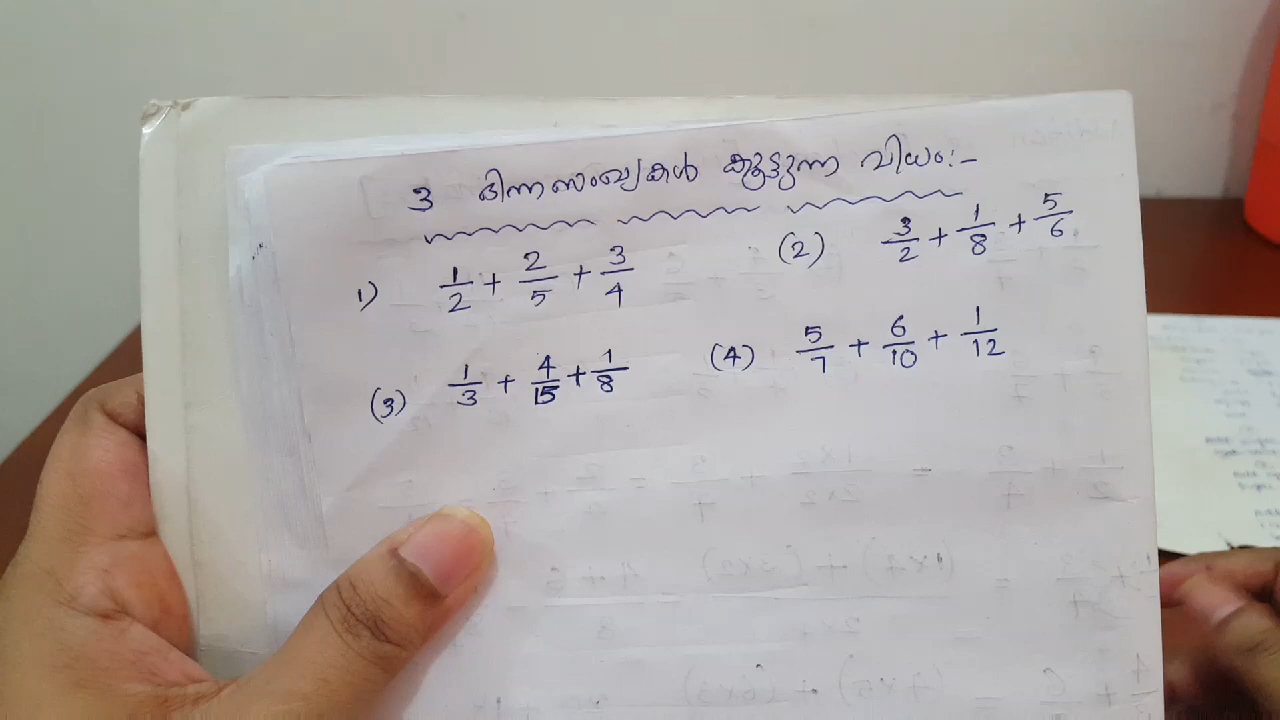 3 ഭിന്നസംഖ്യകൾ കൂട്ടുന്ന വിധം:-
1) 1/2 + 2/5 + 3/4
(2) 3/2 + 1/8 + 5/6
(3) 1/3 + 4/15 + 1/8
(4) 5/7 + 6/10 + 1/12